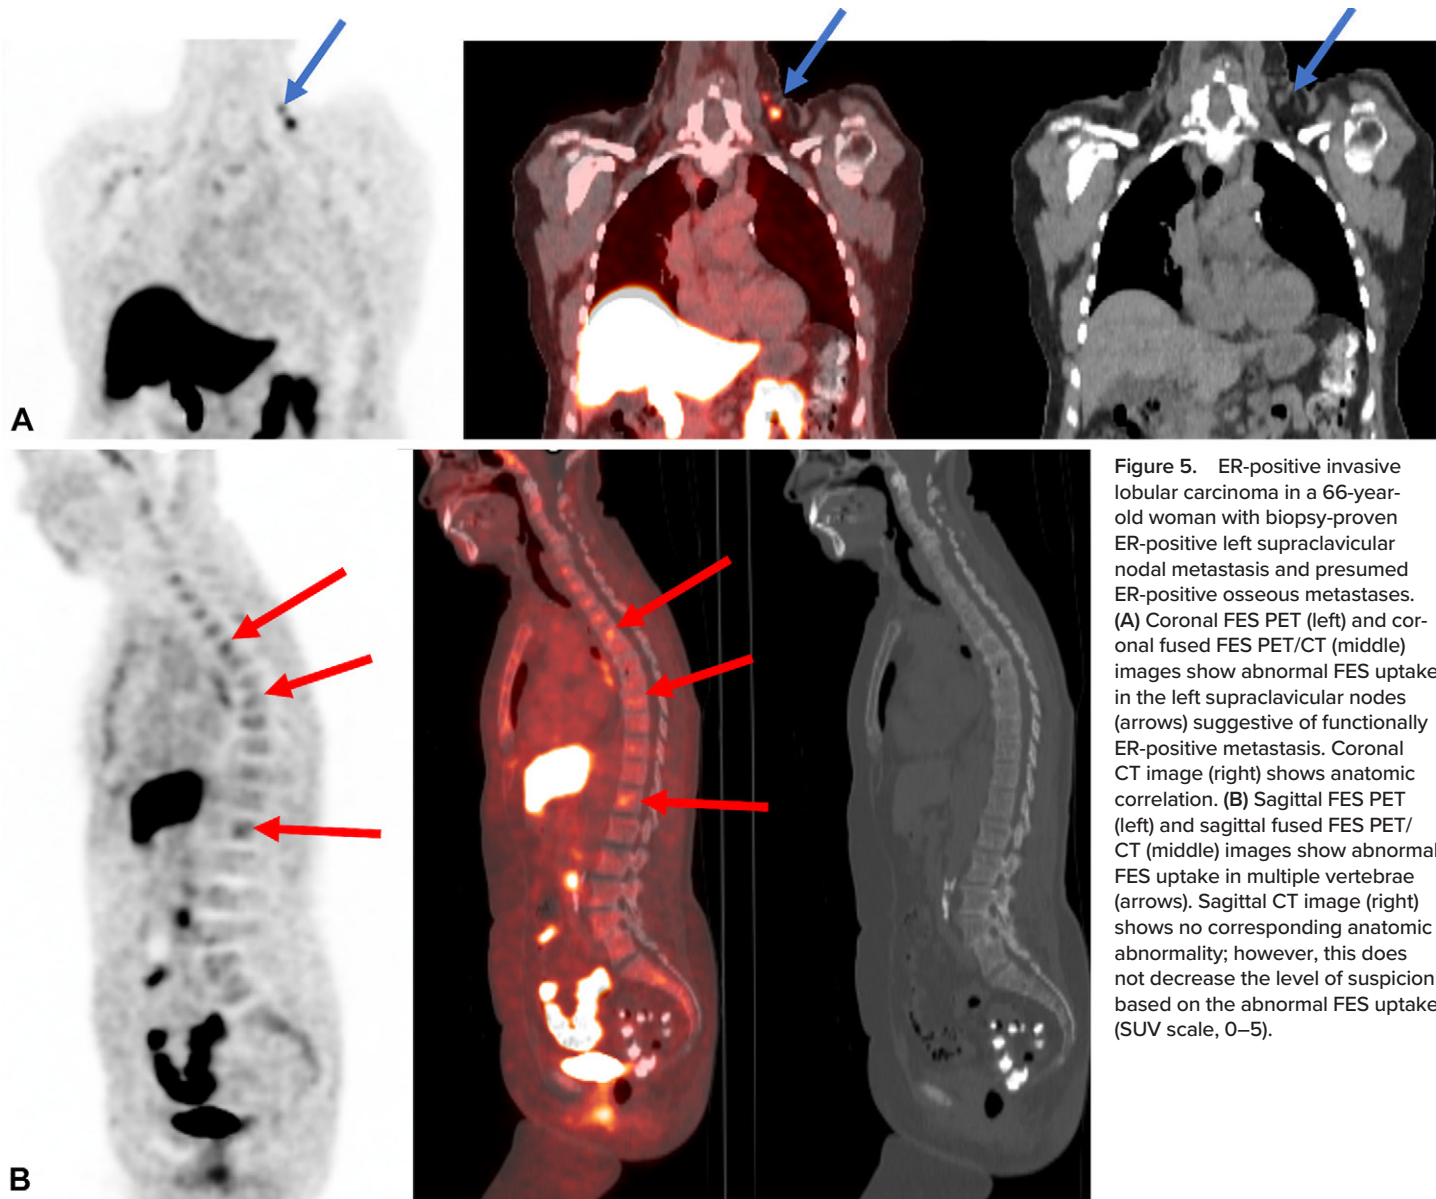 A
B
Figure 5. ER-positive invasive
lobular carcinoma in a 66-year-
old woman with biopsy-proven
ER-positive left supraclavicular
nodal metastasis and presumed
ER-positive osseous metastases.
(A) Coronal FES PET (left) and cor-
onal fused FES PET/CT (middle)
images show abnormal FES uptake
in the left supraclavicular nodes
(arrows) suggestive of functionally
ER-positive metastasis. Coronal
CT image (right) shows anatomic
correlation. (B) Sagittal FES PET
(left) and sagittal fused FES PET/
CT (middle) images show abnormal
FES uptake in multiple vertebrae
(arrows). Sagittal CT image (right)
shows no corresponding anatomic
abnormality; however, this does
not decrease the level of suspicion
based on the abnormal FES uptake
(SUV scale, 0–5).